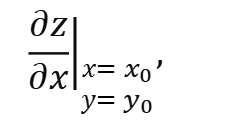 ∂z/∂x|x= x₀,
y= y₀